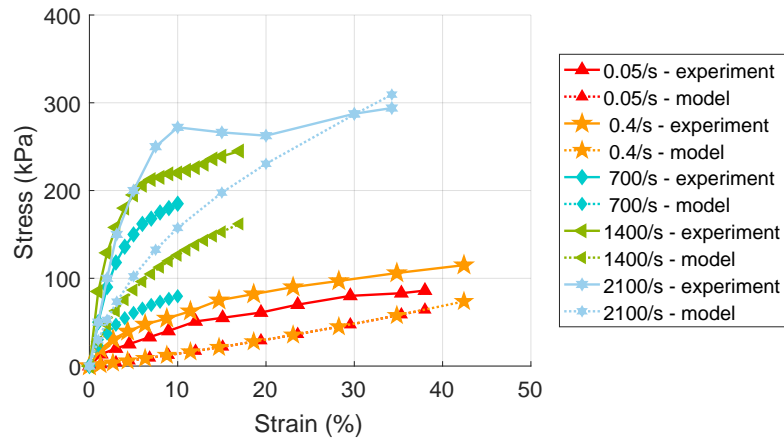 400
300
200
100
0
Stress (kPa)
0 10 20 30 40 50
Strain (%)
0.05/s - experiment
0.05/s - model
0.4/s - experiment
0.4/s - model
700/s - experiment
700/s - model
1400/s - experiment
1400/s - model
2100/s - experiment
2100/s - model